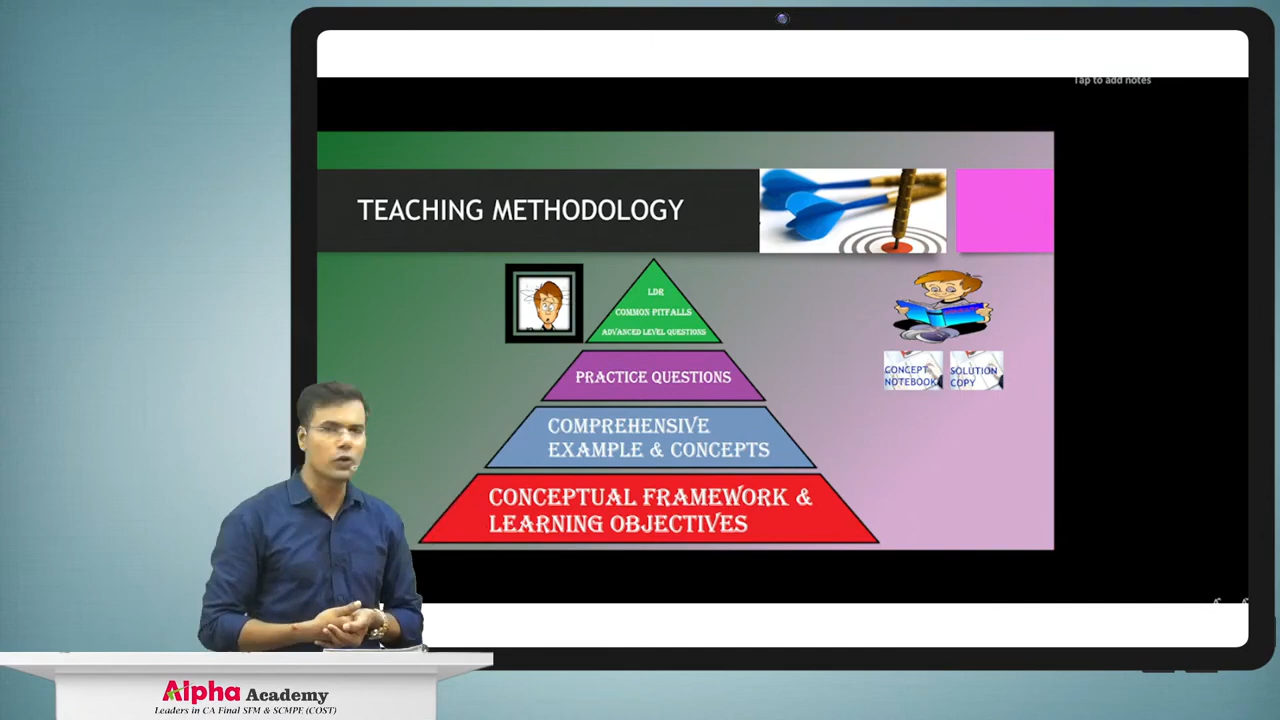 Tap to add notes
TEACHING METHODOLOGY
LDR
COMMON PITFALLS
ADVANCED LEVEL QUESTIONS
PRACTICE QUESTIONS
COMPREHENSIVE
EXAMPLE & CONCEPTS
CONCEPTUAL FRAMEWORK &
LEARNING OBJECTIVES
CONCEPT
NOTEBOOK
SOLUTION
COPY
Alpha Academy
Leaders in CA Final SFM & SCMPE (COST)